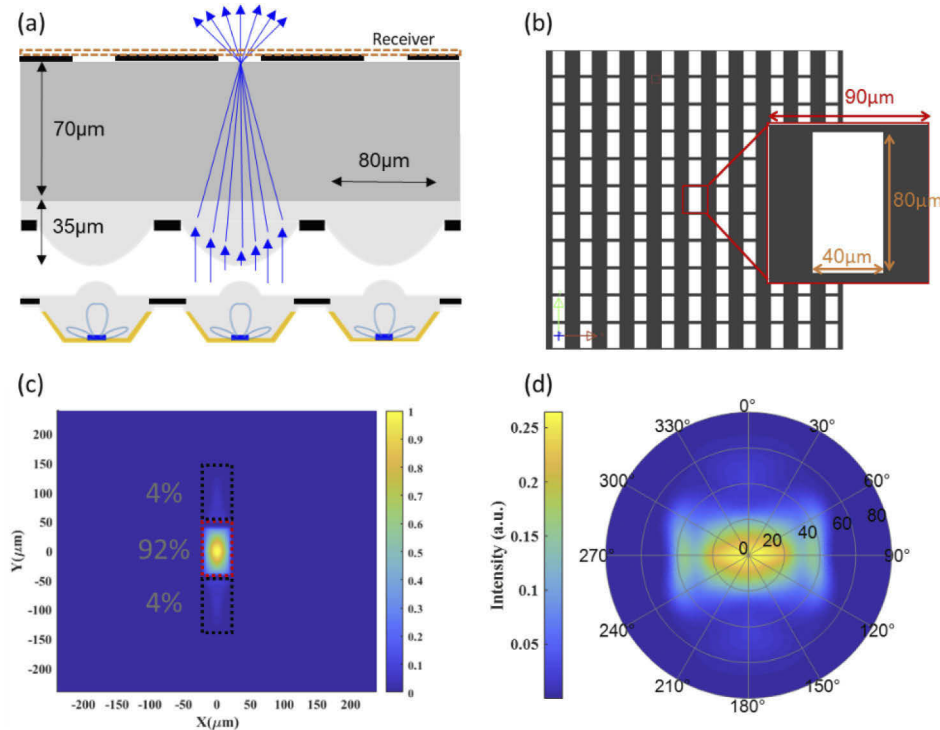 (a)
Receiver
70μm
80μm
35μm
(b)
90μm
80μm
40μm
(c)
200
150
100
50
0
-50
-100
-150
-200
Y(μm)
4%
92%
4%
-200 -150 -100 -50 0 50 100 150 200
X(μm)
1
0.9
0.8
0.7
0.6
0.5
0.4
0.3
0.2
0.1
0
(d)
0.25
0.2
0.15
0.1
0.05
Intensity (a.u.)
0°
330° 30°
300° 60°
270° 0 20 40 60 80 90°
240° 120°
210° 150°
180°